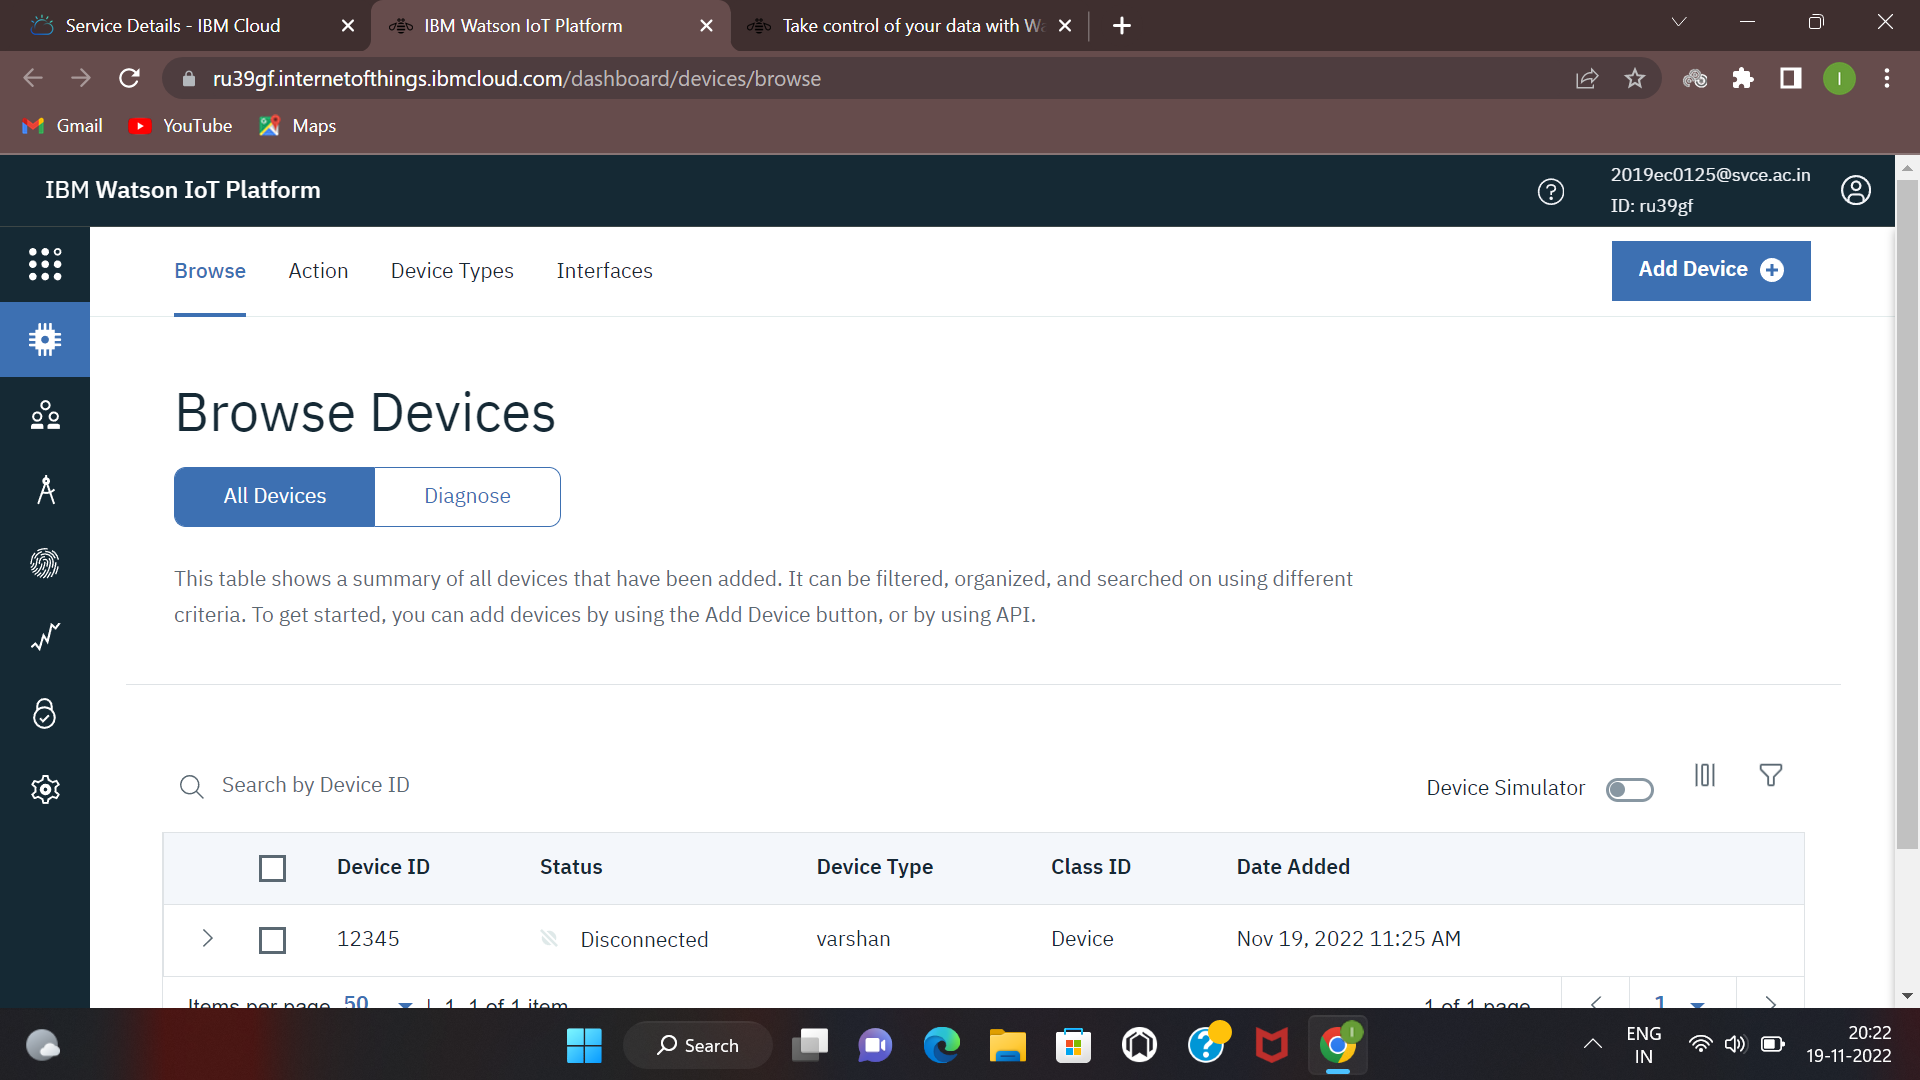 Service Details - IBM Cloud
IBM Watson IoT Platform
Take control of your data with Wa
ru39gf.internetofthings.ibmcloud.com/dashboard/devices/browse
I
Gmail
YouTube
Maps
IBM Watson IoT Platform
2019ec0125@svce.ac.in
ID: ru39gf
Browse
Action
Device Types
Interfaces
Add Device
Browse Devices
All Devices
Diagnose
This table shows a summary of all devices that have been added. It can be filtered, organized, and searched on using different
criteria. To get started, you can add devices by using the Add Device button, or by using API.
Search by Device ID
Device Simulator
Device ID Status Device Type Class ID Date Added
12345 Disconnected varshan Device Nov 19, 2022 11:25 AM
Items per page 50 | 1–1 of 1 item
1 of 1 page 1
Search
I
ENG
IN
20:22
19-11-2022